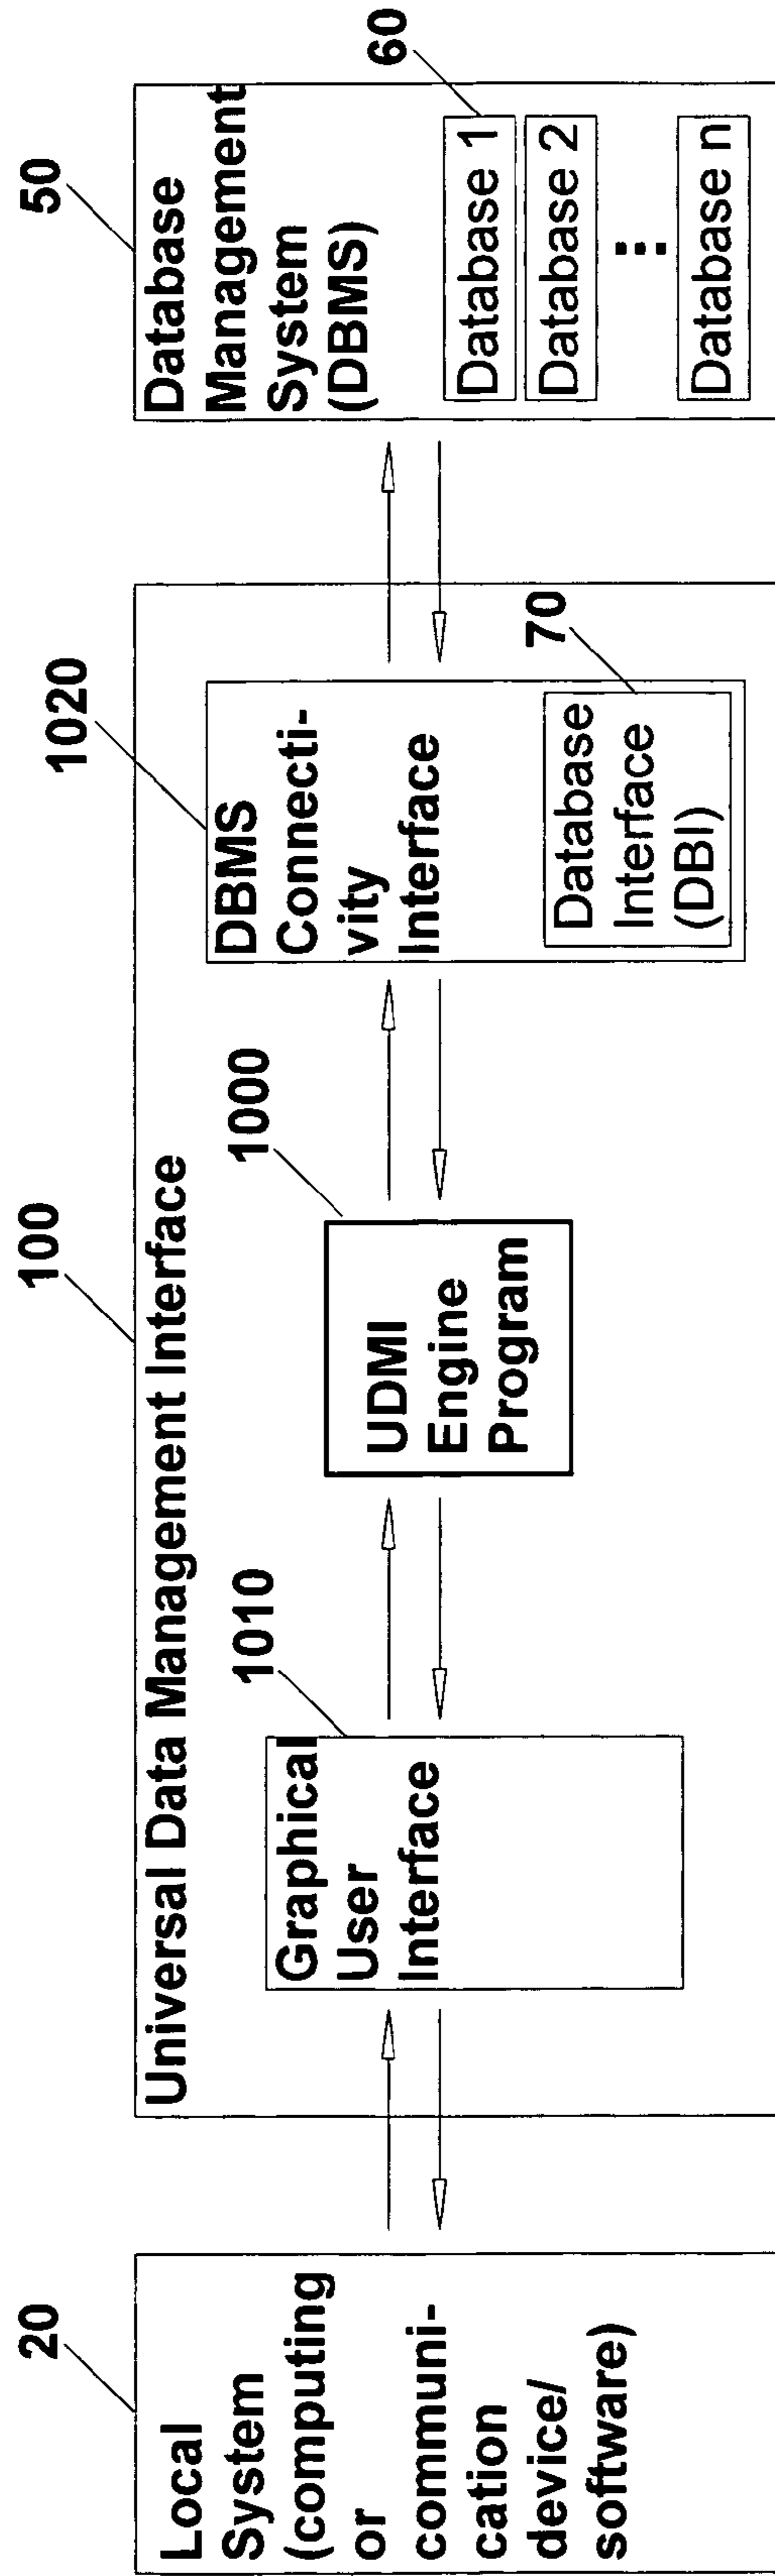 20
Local
System
(computing
or
communi-
cation
device/
software)
100
Universal Data Management Interface
1010
Graphical
User
Interface
1000
UDMI
Engine
Program
1020
DBMS
Connecti-
vity
Interface
70
Database
Interface
(DBI)
50
Database
Management
System
(DBMS)
60
Database 1
Database 2
⋮
Database n